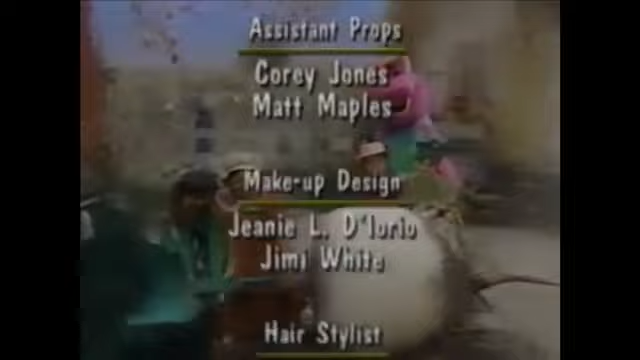 Assistant Props
Corey Jones
Matt Maples
Make-up Design
Jeanie L. D'Iorio
Jimi White
Hair Stylist